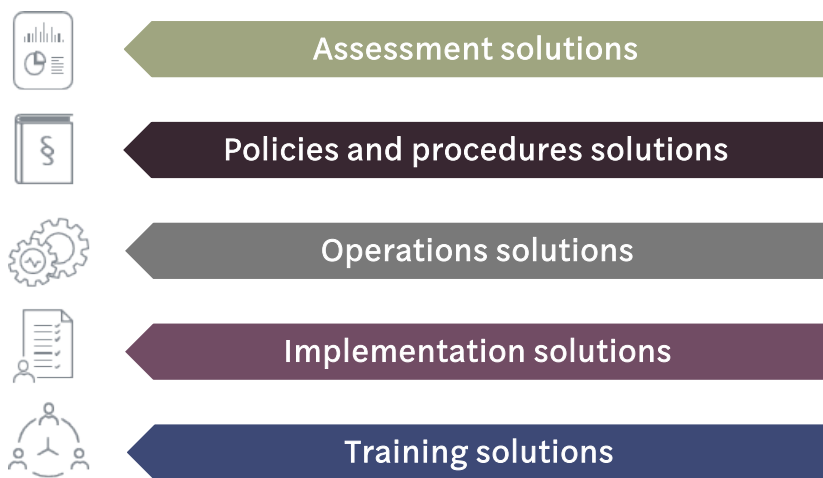 Assessment solutions
§
Policies and procedures solutions
Operations solutions
Implementation solutions
Training solutions